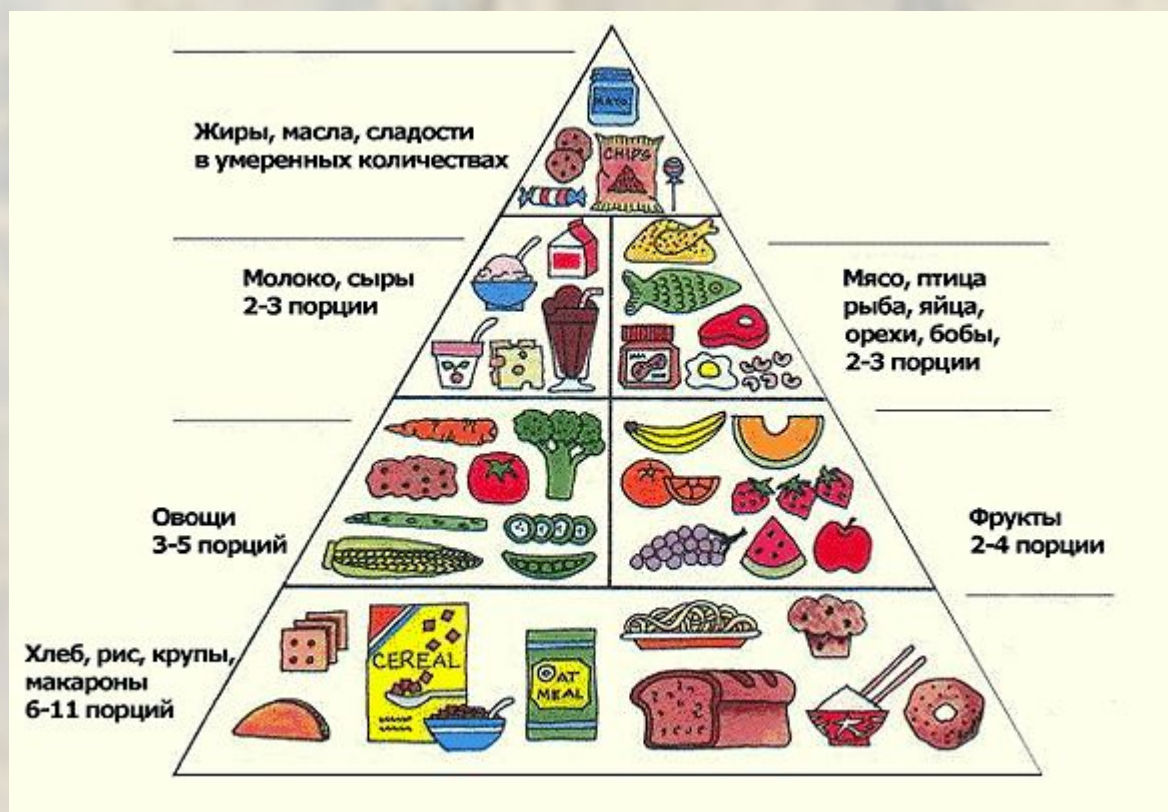 MAYO
Жиры, масла, сладости
в умеренных количествах
CHIPS
Молоко, сыры
2-3 порции
Мясо, птица
рыба, яйца,
орехи, бобы,
2-3 порции
Овощи
3-5 порций
Фрукты
2-4 порции
Хлеб, рис, крупы,
макароны
6-11 порций
CEREAL
OAT
MEAL